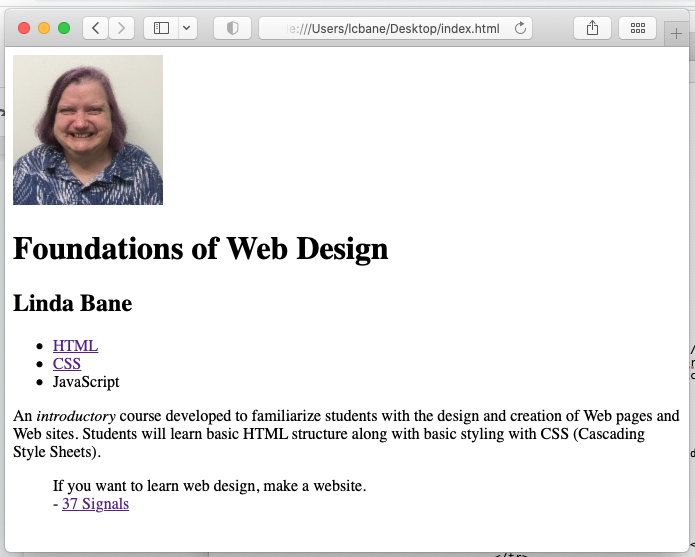 e:///Users/lcbane/Desktop/index.html
Foundations of Web Design
Linda Bane
HTML
CSS
JavaScript
An introductory course developed to familiarize students with the design and creation of Web pages and
Web sites. Students will learn basic HTML structure along with basic styling with CSS (Cascading
Style Sheets).
If you want to learn web design, make a website.
- 37 Signals